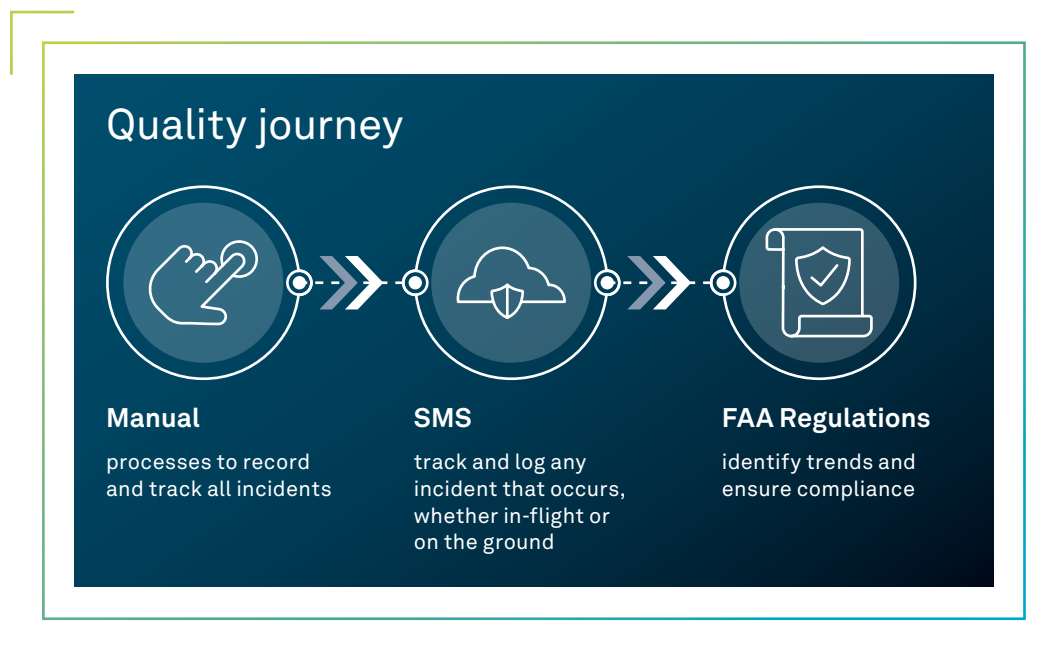 Quality journey
Manual
processes to record
and track all incidents
SMS
track and log any
incident that occurs,
whether in-flight or
on the ground
FAA Regulations
identify trends and
ensure compliance